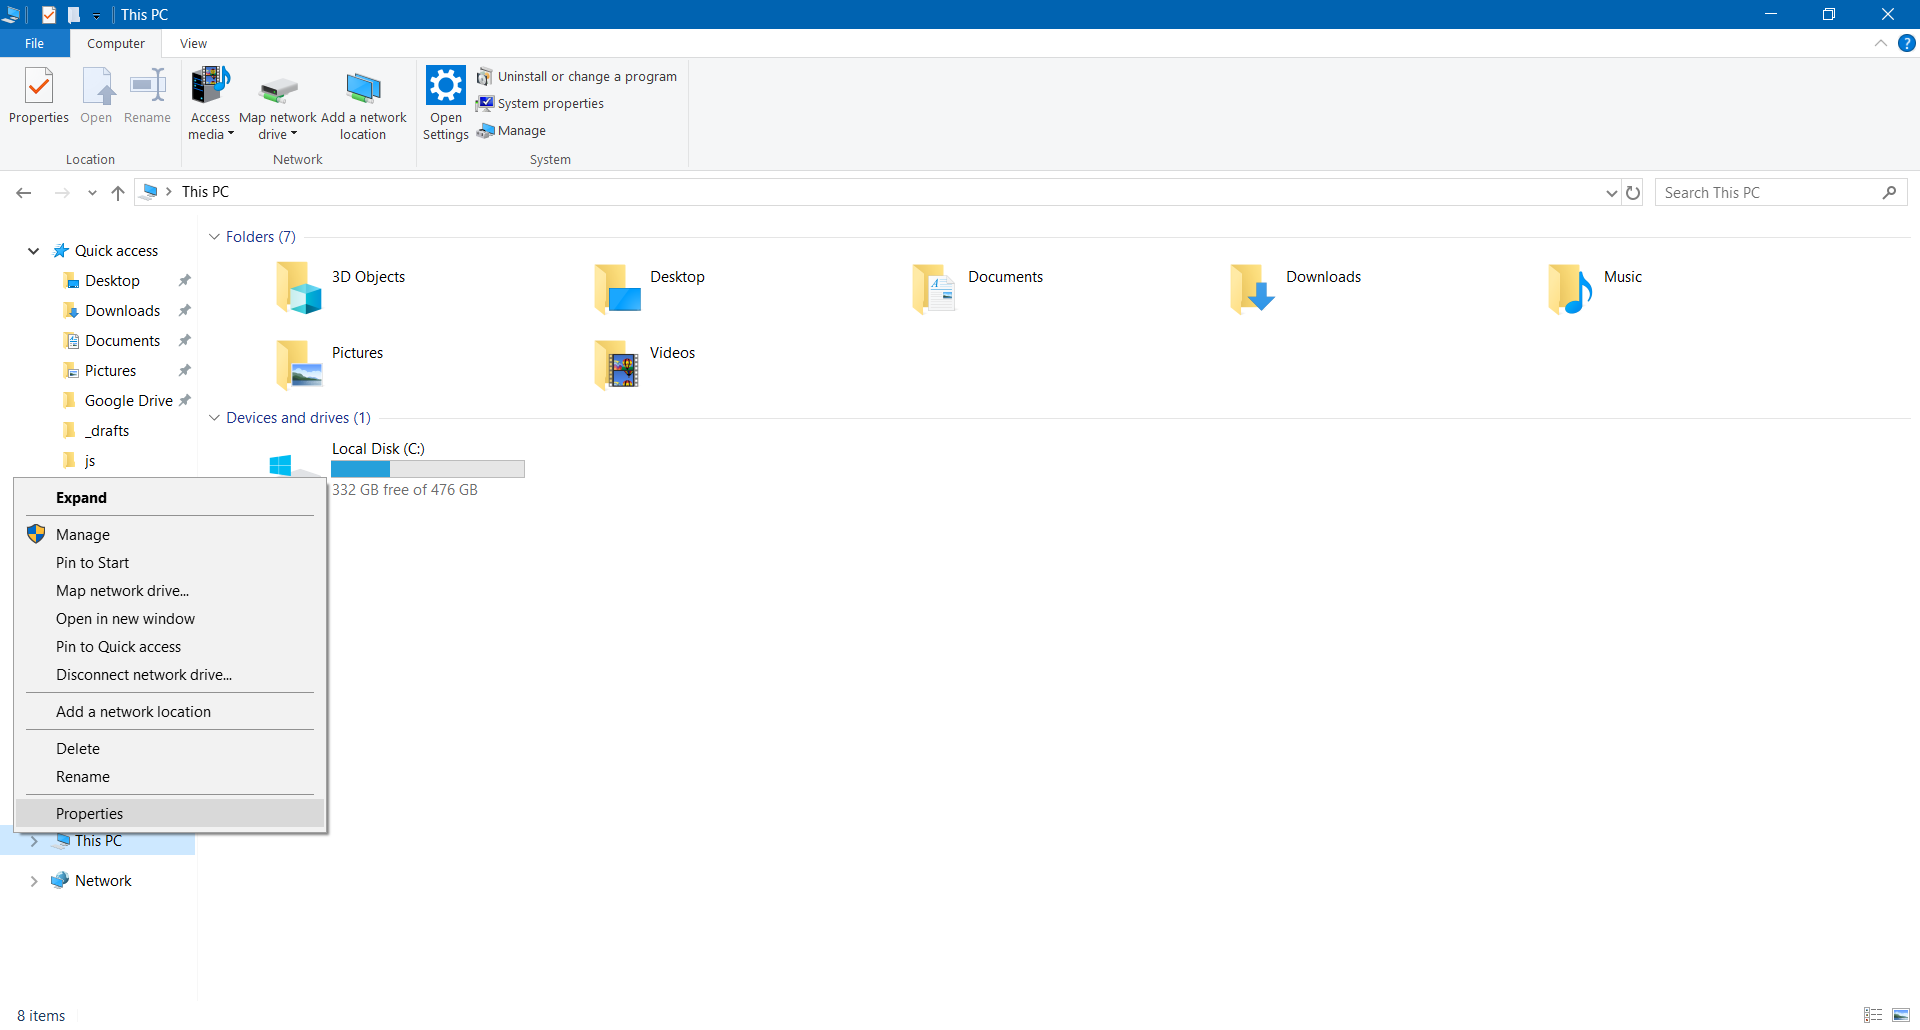 This PC
File Computer View
Properties Open Rename Access media Map network drive Add a network location Open Settings
Uninstall or change a program
System properties
Manage
Location Network System
This PC
Search This PC
Quick access
Desktop
Downloads
Documents
Pictures
Google Drive
_drafts
js
Expand
Manage
Pin to Start
Map network drive...
Open in new window
Pin to Quick access
Disconnect network drive...
Add a network location
Delete
Rename
Properties
This PC
Network
Folders (7)
3D Objects Desktop Documents Downloads Music
Pictures Videos
Devices and drives (1)
Local Disk (C:)
332 GB free of 476 GB
8 items